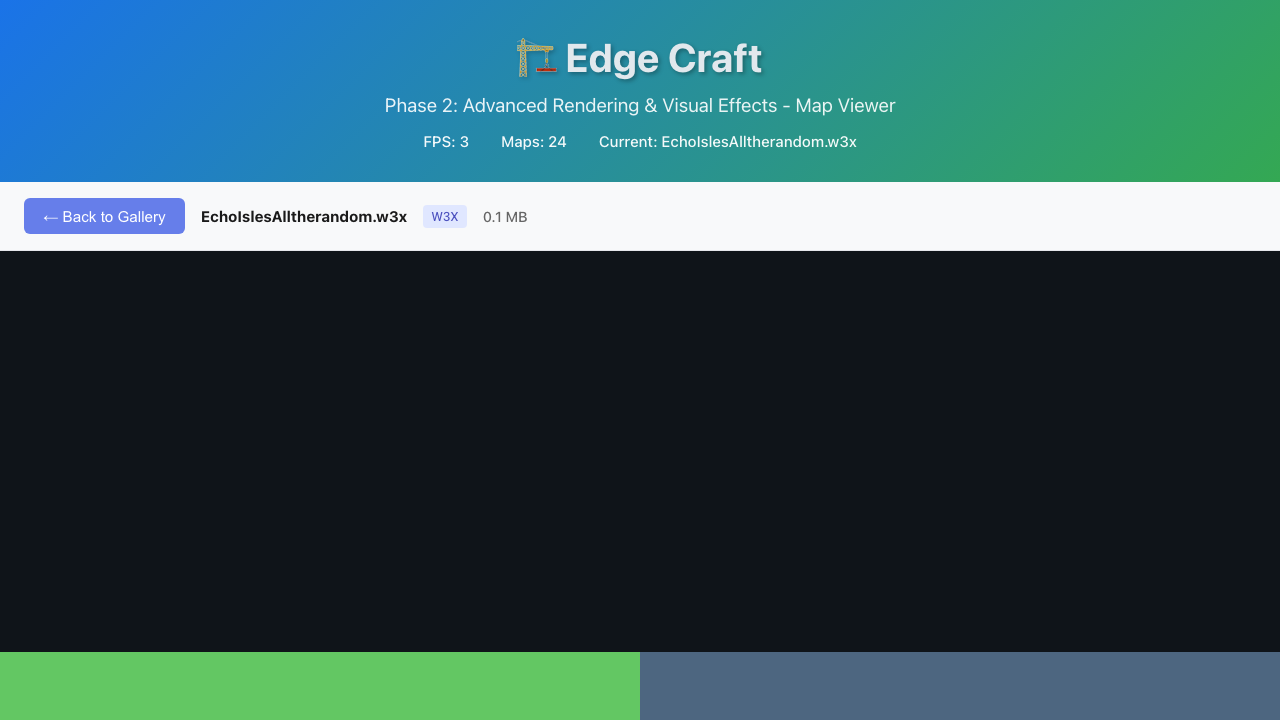 🏗️ Edge Craft
Phase 2: Advanced Rendering & Visual Effects - Map Viewer
FPS: 3 Maps: 24 Current: EchoIslesAlltherandom.w3x
← Back to Gallery EchoIslesAlltherandom.w3x W3X 0.1 MB